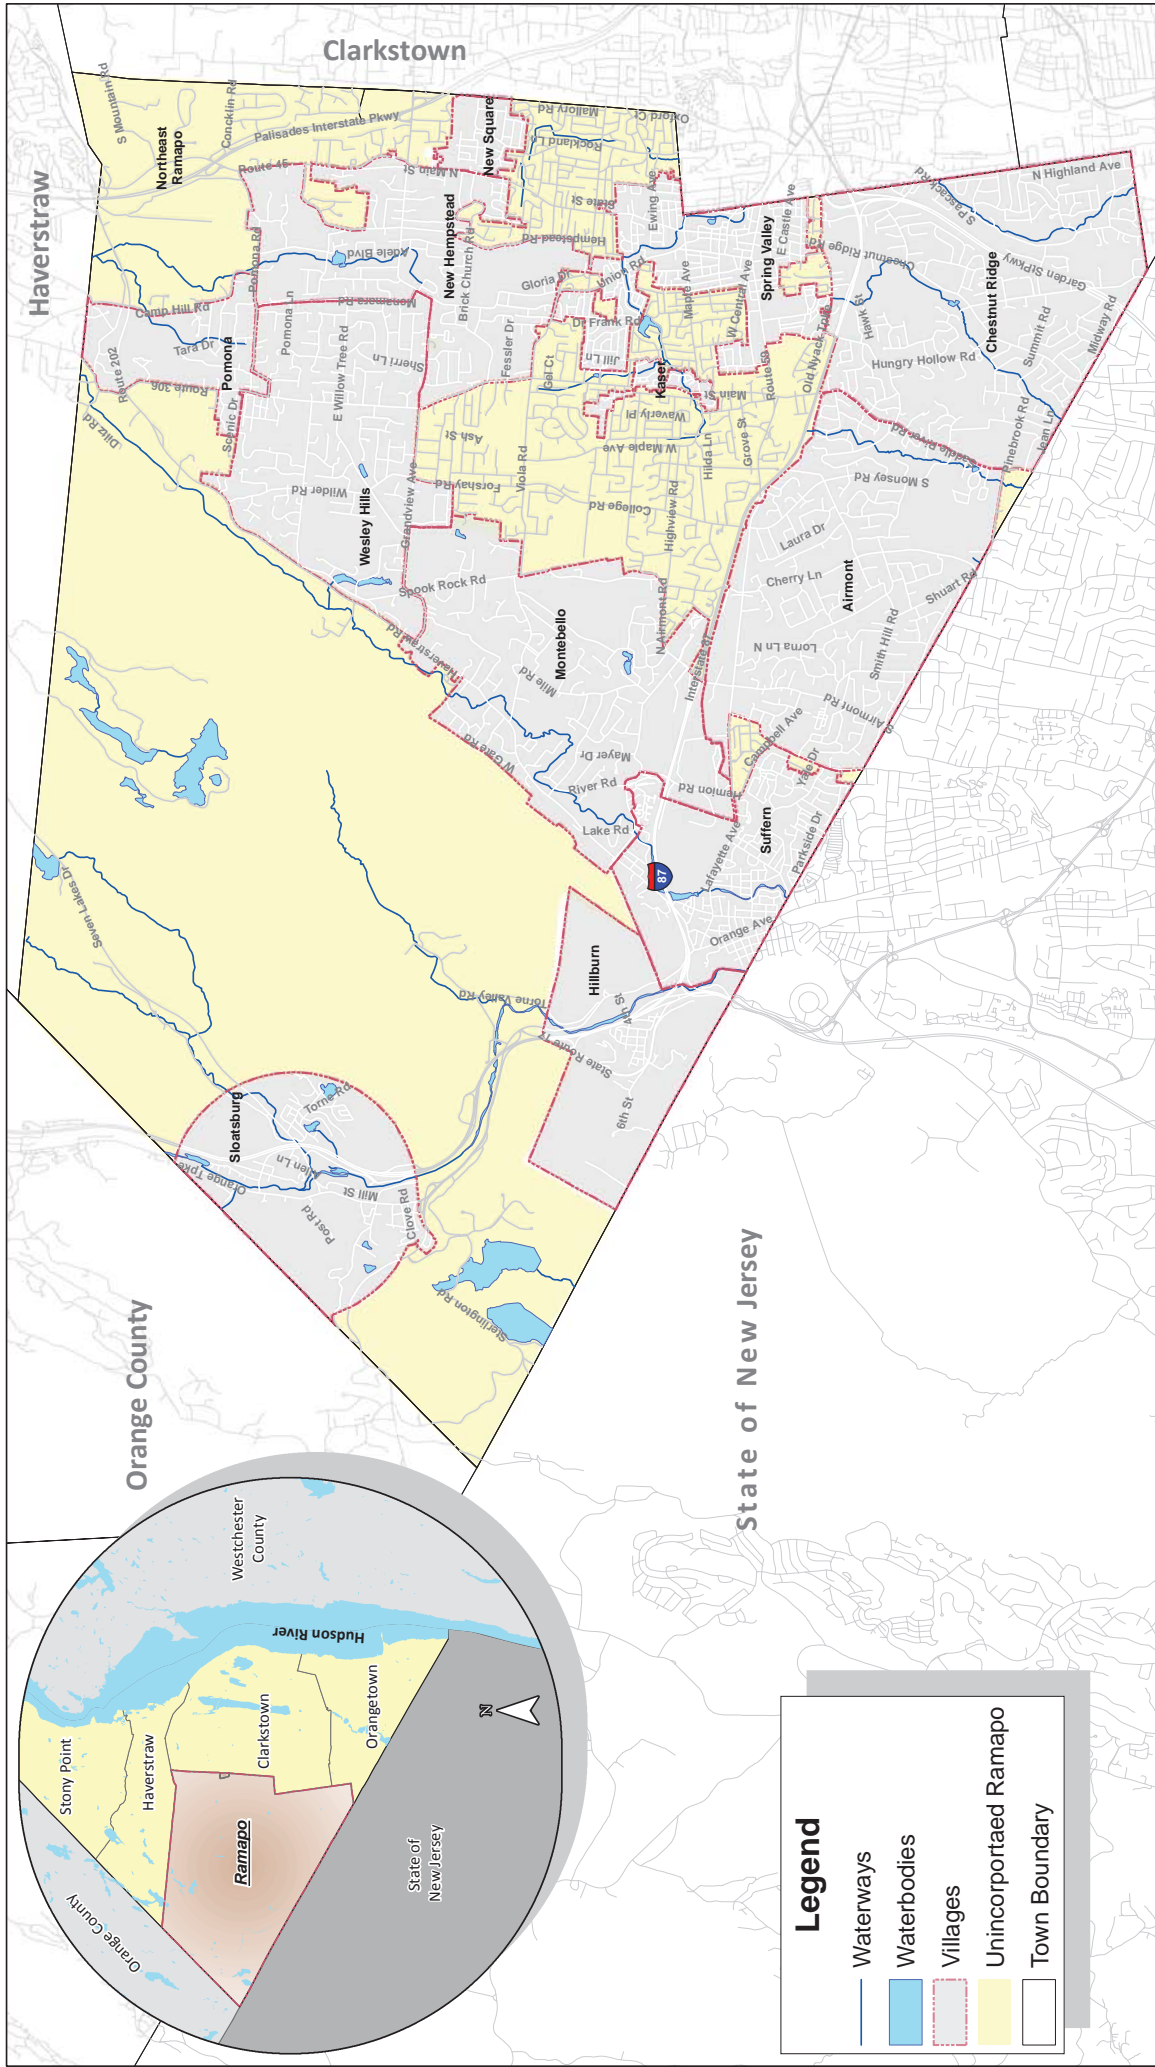 Haverstraw
Clarkstown
Orange County
State of New Jersey
Northeast
Ramapo
New Square
New Hempstead
Pomona
Wesley Hills
Kaser
Spring Valley
Chestnut Ridge
Montebello
Airmont
Suffern
Hillburn
Sloatsburg
S Mountain Rd
Concklin Rd
Palisades Interstate Pkwy
Route 45
N Main St
Mallory Rd
Oxford Ct
Rockland Ln
State St
Ewing Ave
Hempstead Rd
Union Rd
Pomona Rd
Adele Blvd
Brick Church Rd
Gloria Dr
Camp Hill Rd
Tara Dr
Route 202
Route 306
Scenic Dr
Pomona Ln
Monamara Rd
E Willow Tree Rd
Sherri Ln
Fessler Dr
Gel Ct
Dr Frank Rd
Jill Ln
Maple Ave
W Central Ave
E Castle Ave
Main St
Route 59
Old Nyack Tpke
Hawk St
Chestnut Ridge Rd
S Pascack Rd
N Highland Ave
Garden St Pkwy
Hungry Hollow Rd
Summit Rd
Midway Rd
Pinebrook Rd
Jean Ln
Saddle River Rd
S Monsey Rd
Dlitz Rd
Wilder Rd
Grandview Ave
Ash St
Forshay Rd
Viola Rd
W Maple Ave
Waverly Pl
College Rd
Highview Rd
Hilda Ln
Grove St
Laura Dr
Cherry Ln
Shuart Rd
Smith Hill Rd
Lorna Ln N
S Airmont Rd
N Airmont Rd
Interstate 87
Spook Rock Rd
Haverstraw Rd
Mile Rd
W Gate Rd
Mayer Dr
River Rd
Lake Rd
Hemion Rd
Campbell Ave
Yale Dr
Lafayette Ave
Parkside Dr
Orange Ave
87
Torne Valley Rd
4th St
State Route 17
6th St
Seven Lakes Dr
Torne Rd
Allen Ln
Orange Tpke
Mill St
Post Rd
Clove Rd
Sterlington Rd
Stony Point
Haverstraw
Clarkstown
Orangetown
Westchester
County
Hudson River
Orange County
Ramapo
State of
New Jersey
N
Legend
Waterways
Waterbodies
Villages
Unincorportaed Ramapo
Town Boundary